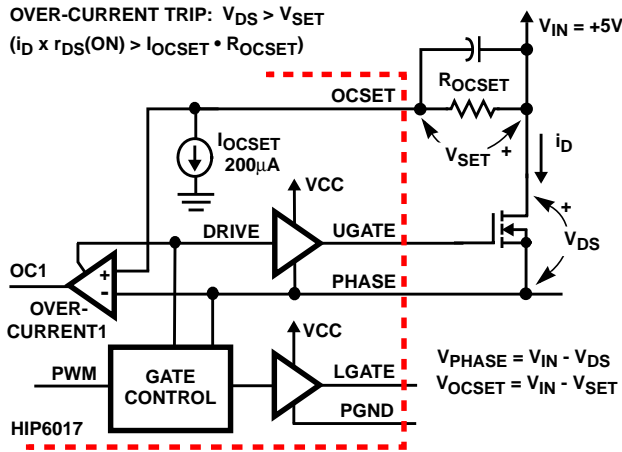 OVER-CURRENT TRIP: VDS > VSET
(iD x rDS(ON) > IOCSET • ROCSET)
VIN = +5V
ROCSET
OCSET
VSET +
iD
IOCSET
200µA
VCC
DRIVE
UGATE
+
VDS
OC1
+
-
PHASE
OVER-
CURRENT1
VCC
PWM
GATE
CONTROL
LGATE
PGND
VPHASE = VIN - VDS
VOCSET = VIN - VSET
HIP6017